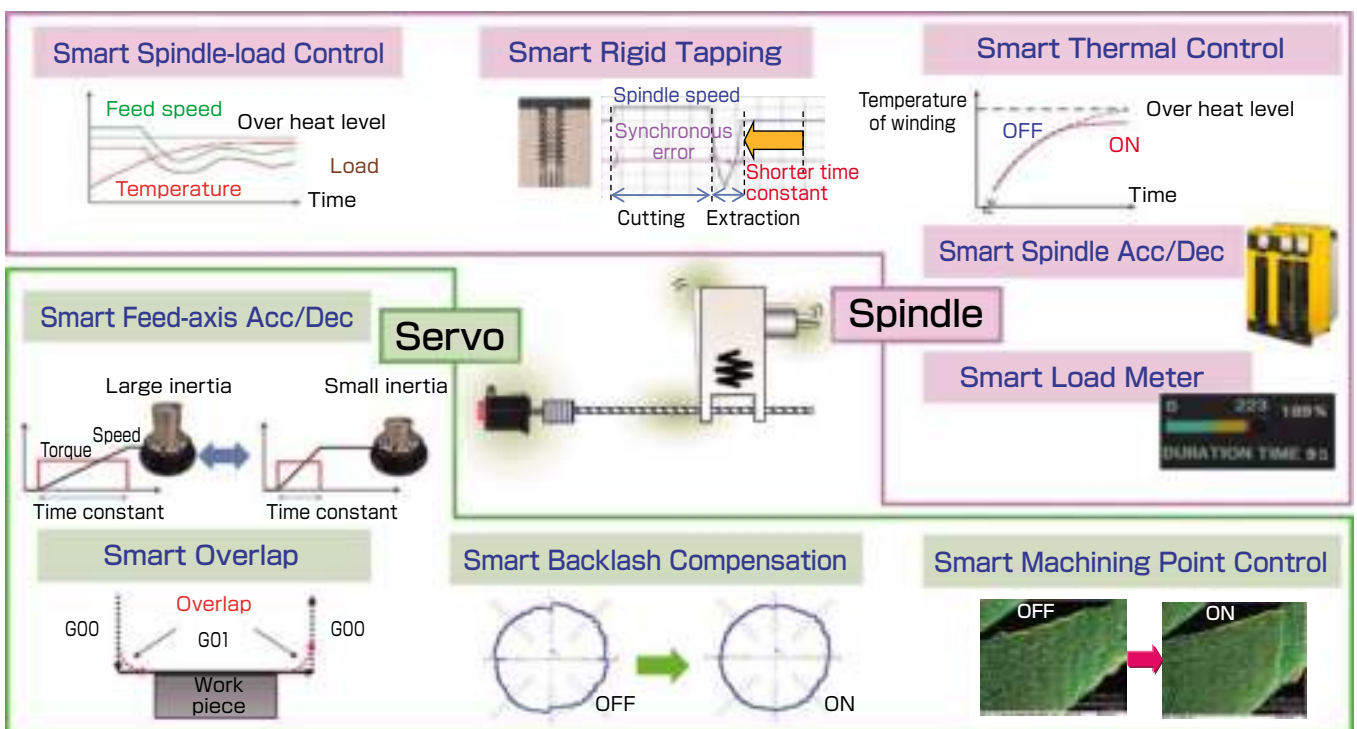 Smart Spindle-load Control
Feed speed
Over heat level
Load
Temperature
Time
Smart Rigid Tapping
Spindle speed
Synchronous
error
Shorter time
constant
Cutting
Extraction
Smart Thermal Control
Temperature
of winding
Over heat level
OFF
ON
Time
Smart Spindle Acc/Dec
Spindle
Smart Load Meter
0 223 189%
DURATION TIME 9s
Smart Feed-axis Acc/Dec
Servo
Large inertia
Small inertia
Speed
Torque
Time constant
Time constant
Smart Overlap
Overlap
G00
G01
G00
Work
piece
Smart Backlash Compensation
OFF
ON
Smart Machining Point Control
OFF
ON